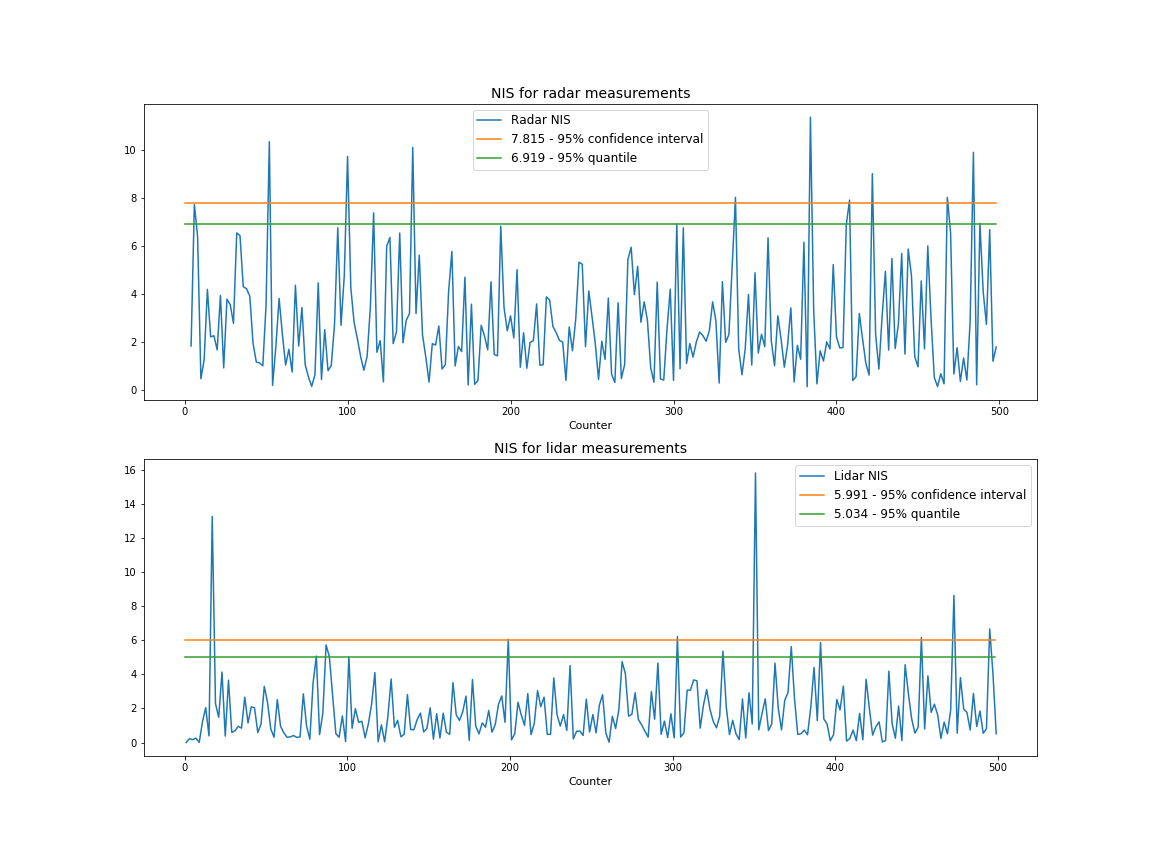 NIS for radar measurements
Radar NIS
7.815 - 95% confidence interval
6.919 - 95% quantile
10
8
6
4
2
0
0 100 200 300 400 500
Counter
NIS for lidar measurements
Lidar NIS
5.991 - 95% confidence interval
5.034 - 95% quantile
16
14
12
10
8
6
4
2
0
0 100 200 300 400 500
Counter